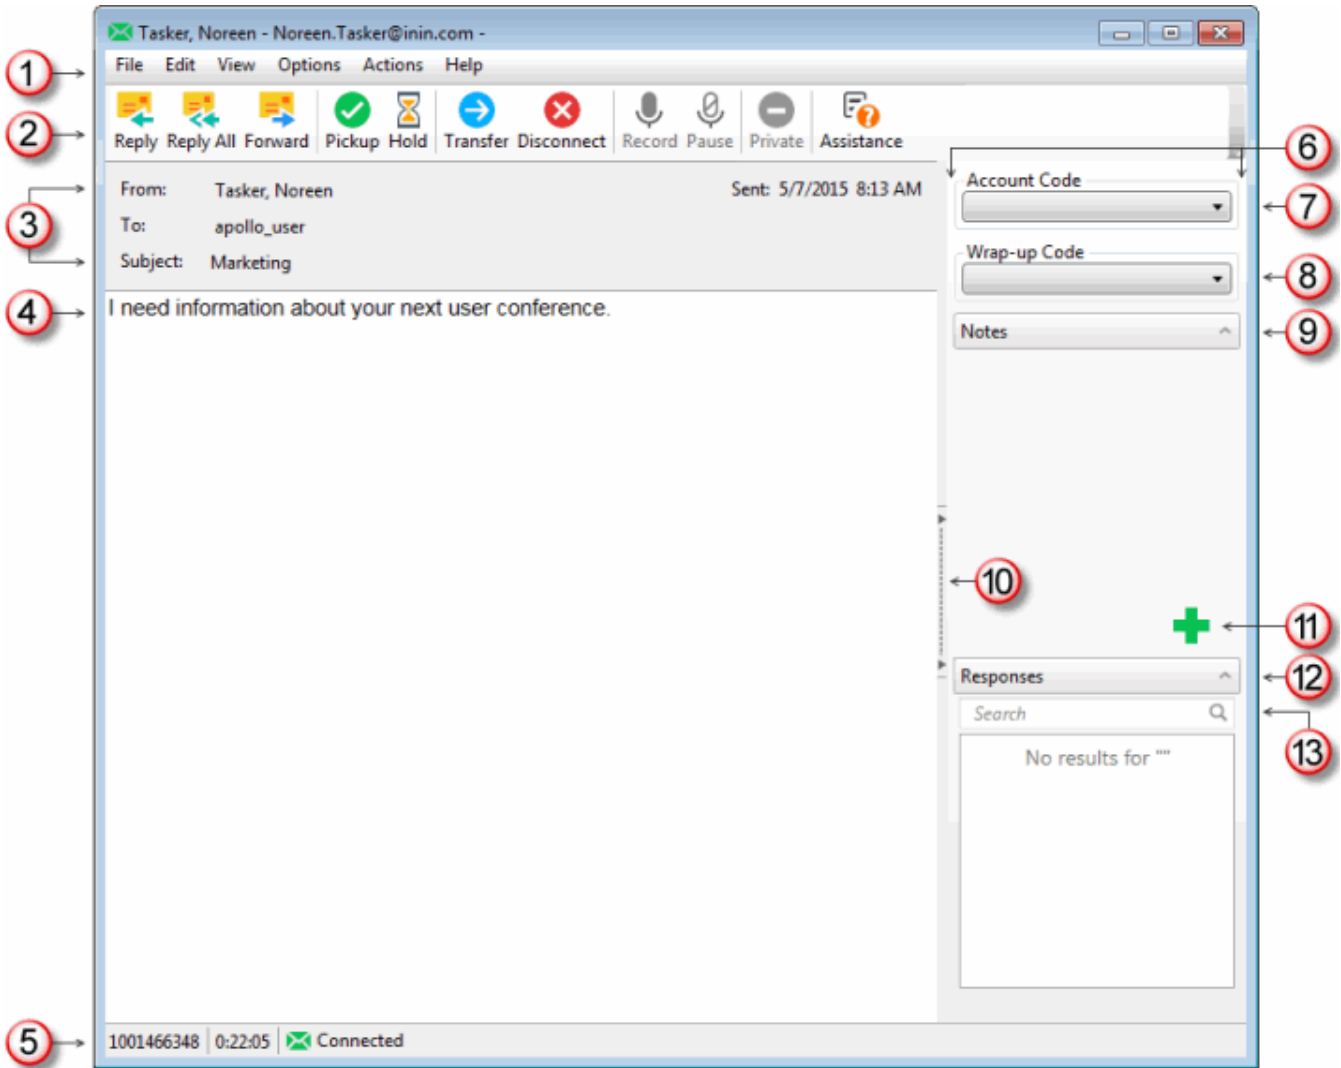 Tasker, Noreen - Noreen.Tasker@inin.com -
1
File Edit View Options Actions Help
2
Reply Reply All Forward Pickup Hold Transfer Disconnect Record Pause Private Assistance
6
3
From: Tasker, Noreen Sent: 5/7/2015 8:13 AM
To: apollo_user
Subject: Marketing
Account Code
7
Wrap-up Code
8
4
I need information about your next user conference.
Notes
9
10
11
Responses
12
Search
13
No results for ""
5
1001466348 0:22:05 Connected